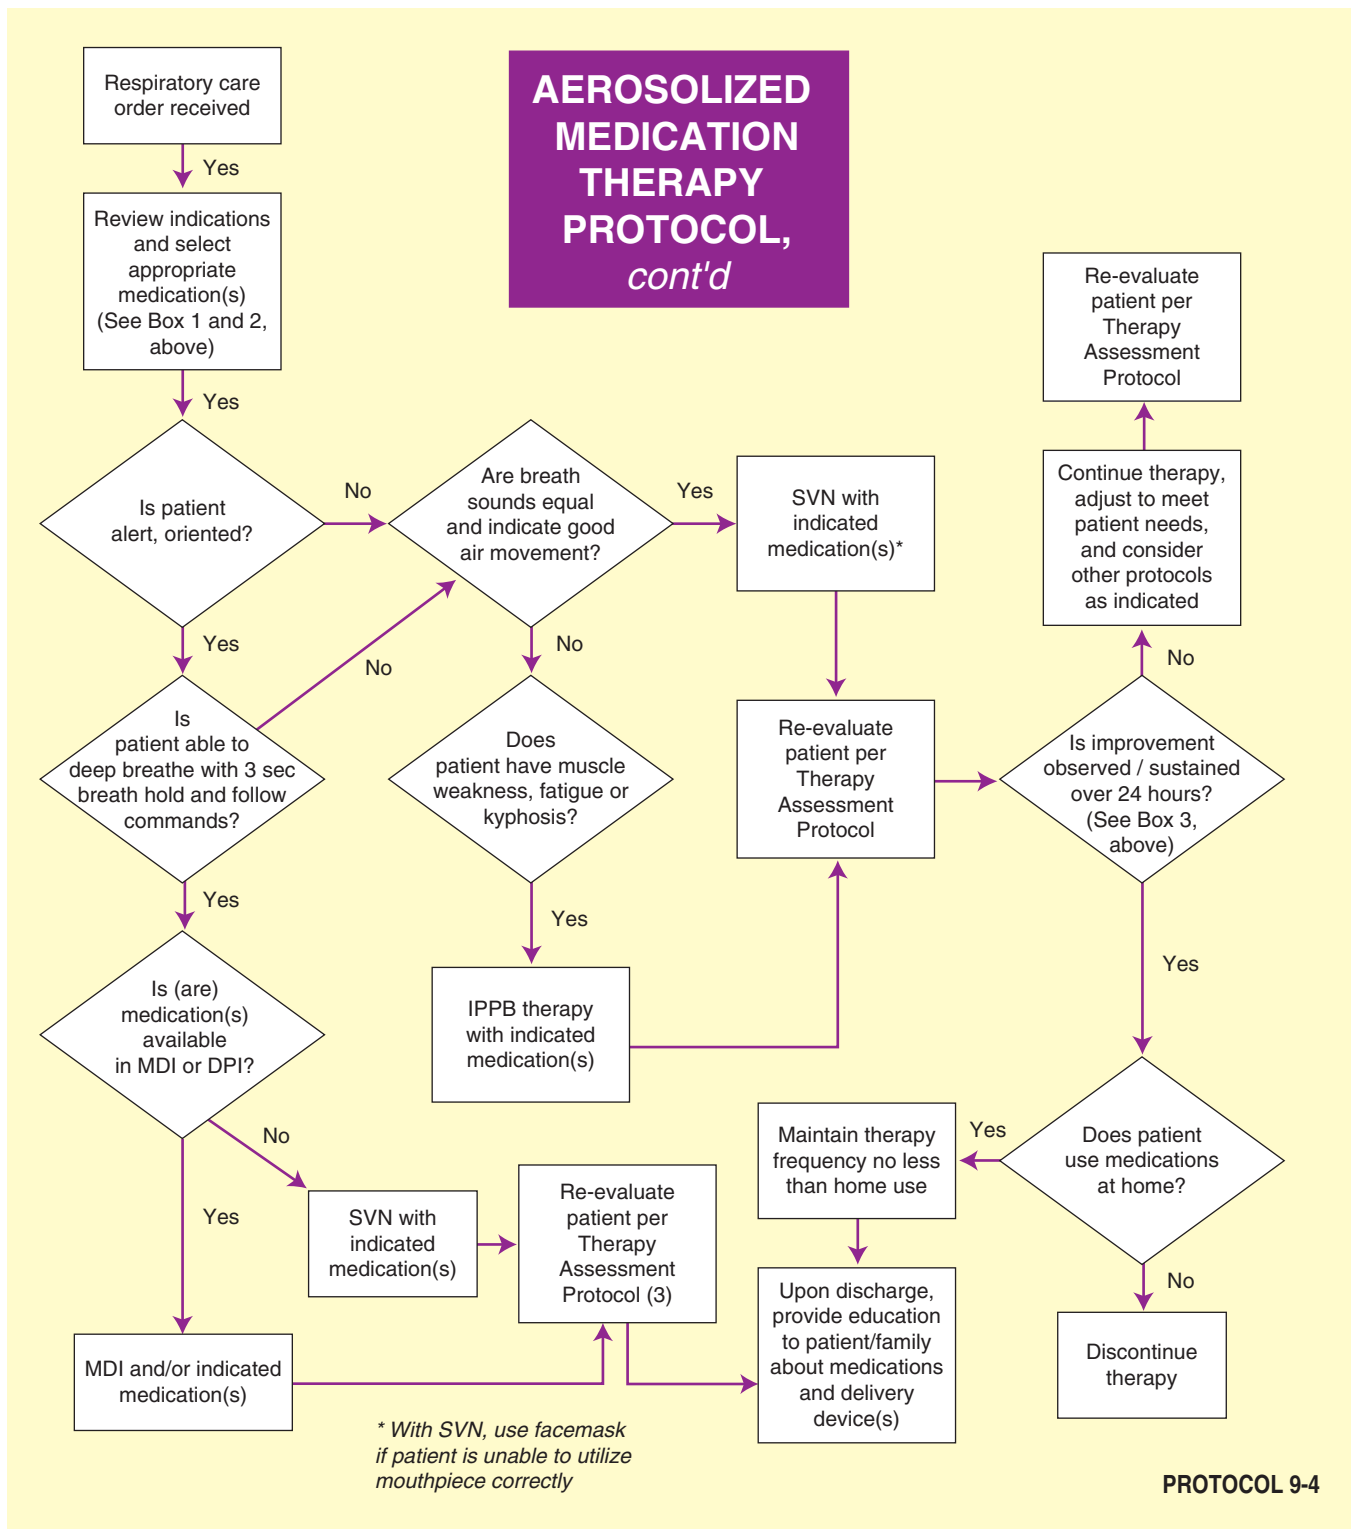 AEROSOLIZED
MEDICATION
THERAPY
PROTOCOL,
cont'd
Respiratory care
order received
Yes
Review indications
and select
appropriate
medication(s)
(See Box 1 and 2,
above)
Yes
Is patient
alert, oriented?
No
Yes
Are breath
sounds equal
and indicate good
air movement?
Yes
No
SVN with
indicated
medication(s)*
Is
patient able to
deep breathe with 3 sec
breath hold and follow
commands?
No
Yes
Does
patient have muscle
weakness, fatigue or
kyphosis?
Yes
IPPB therapy
with indicated
medication(s)
Re-evaluate
patient per
Therapy
Assessment
Protocol
Is improvement
observed / sustained
over 24 hours?
(See Box 3,
above)
No
Continue therapy,
adjust to meet
patient needs,
and consider
other protocols
as indicated
Re-evaluate
patient per
Therapy
Assessment
Protocol
Yes
Does patient
use medications
at home?
Yes
Maintain therapy
frequency no less
than home use
No
Discontinue
therapy
Is (are)
medication(s)
available
in MDI or DPI?
No
Yes
SVN with
indicated
medication(s)
Re-evaluate
patient per
Therapy
Assessment
Protocol (3)
MDI and/or indicated
medication(s)
Upon discharge,
provide education
to patient/family
about medications
and delivery
device(s)
* With SVN, use facemask
if patient is unable to utilize
mouthpiece correctly
PROTOCOL 9-4